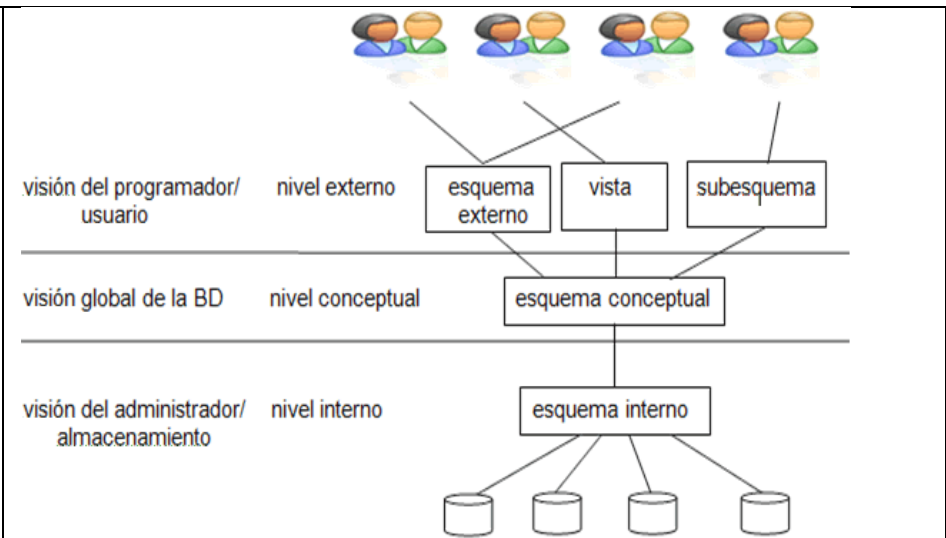 visión del programador/
usuario
nivel externo
esquema
externo
vista
subesquema
visión global de la BD
nivel conceptual
esquema conceptual
visión del administrador/
almacenamiento
nivel interno
esquema interno